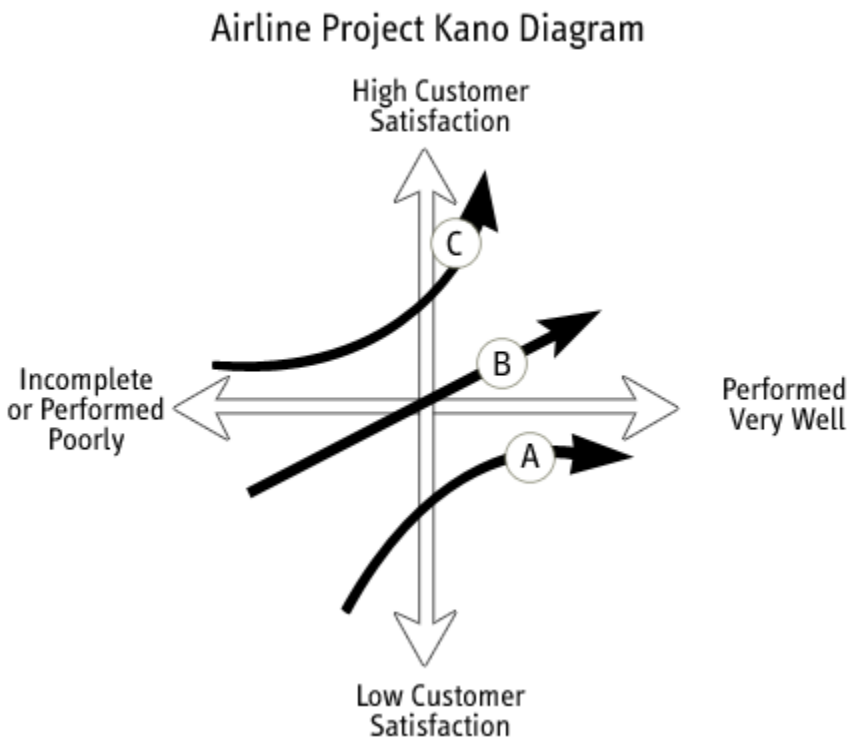 Airline Project Kano Diagram
High Customer
Satisfaction
C
B
Incomplete
or Performed
Poorly
Performed
Very Well
A
Low Customer
Satisfaction